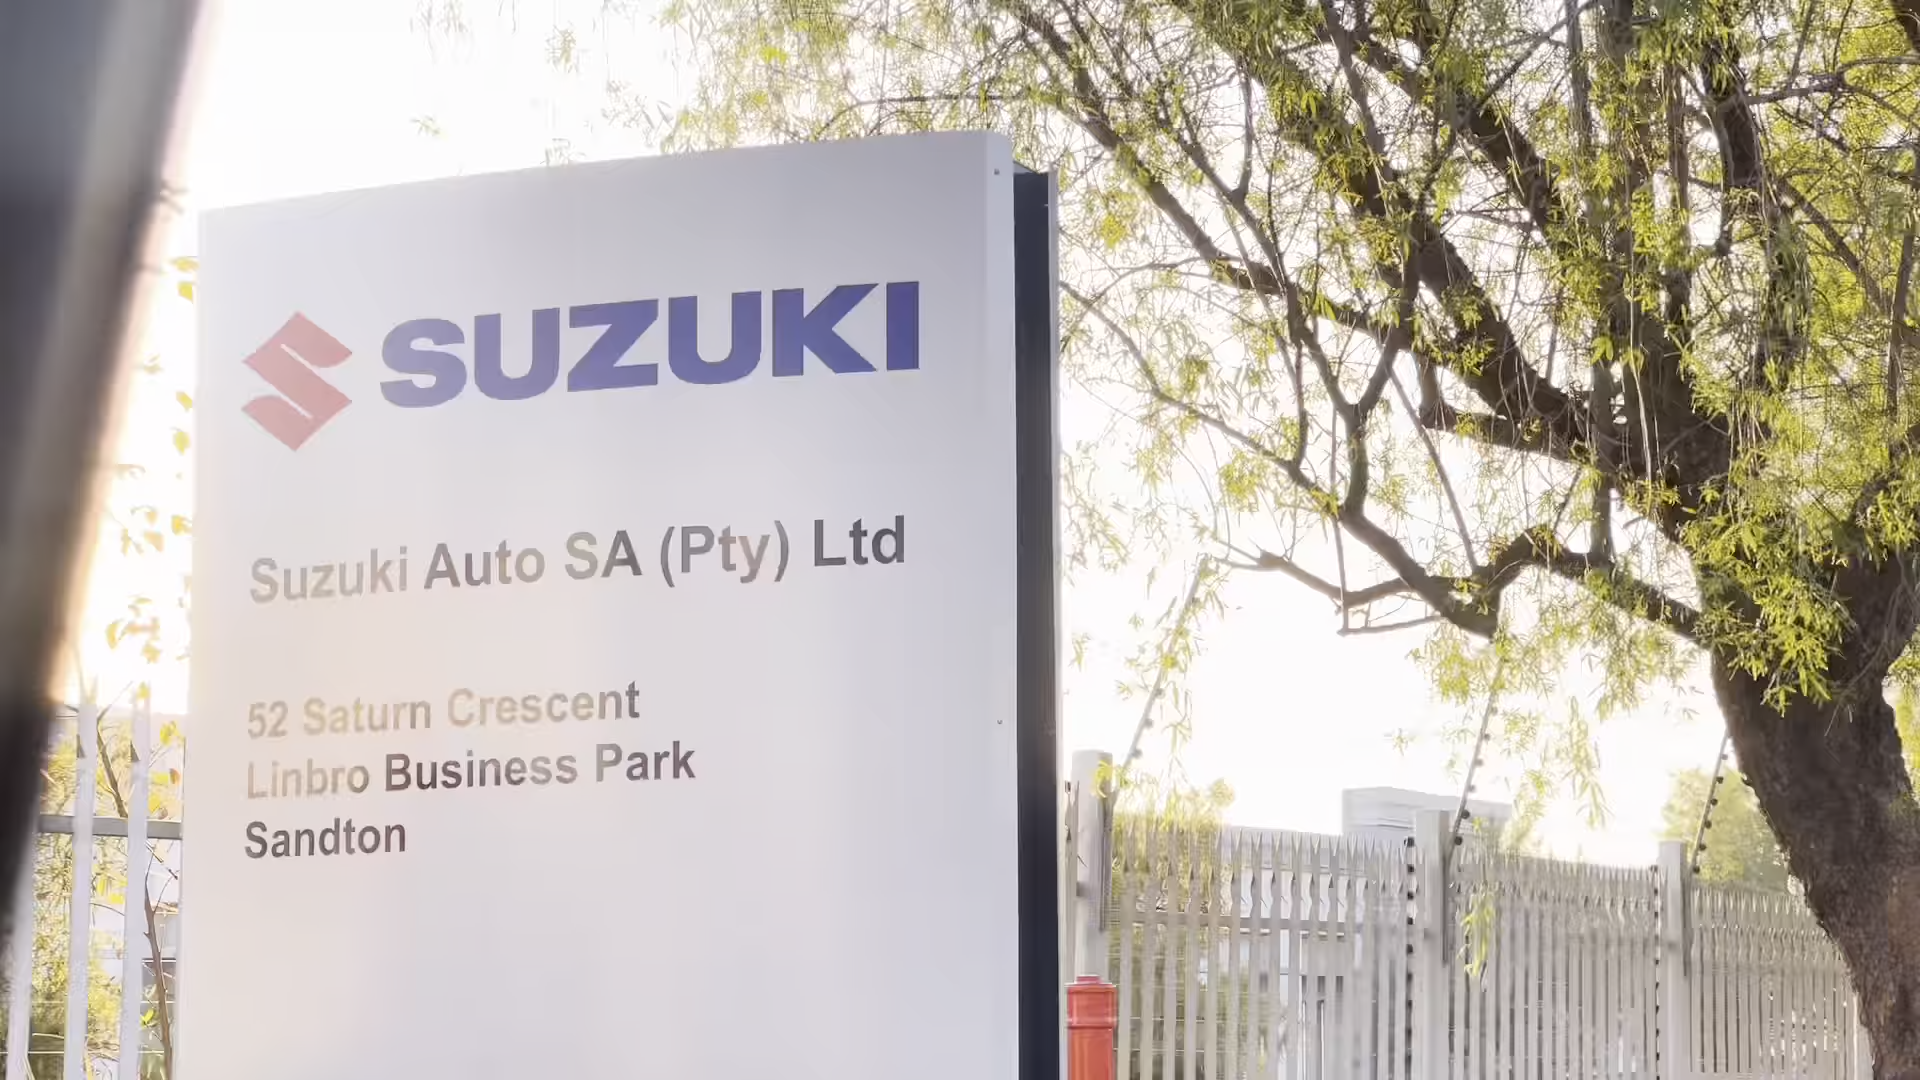 SUZUKI
Suzuki Auto SA (Pty) Ltd
52 Saturn Crescent
Linbro Business Park
Sandton